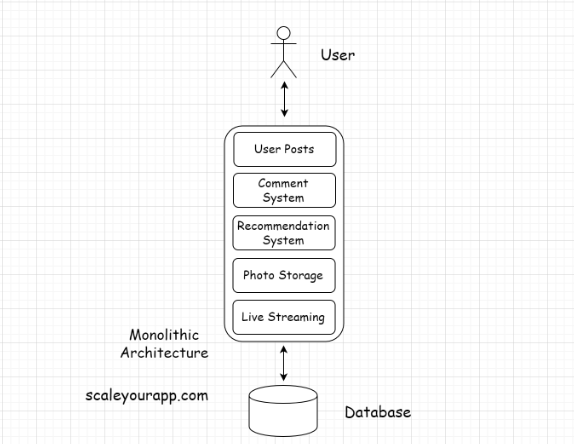 User
User Posts
Comment
System
Recommendation
System
Photo Storage
Live Streaming
Monolithic
Architecture
scaleyourapp.com
Database